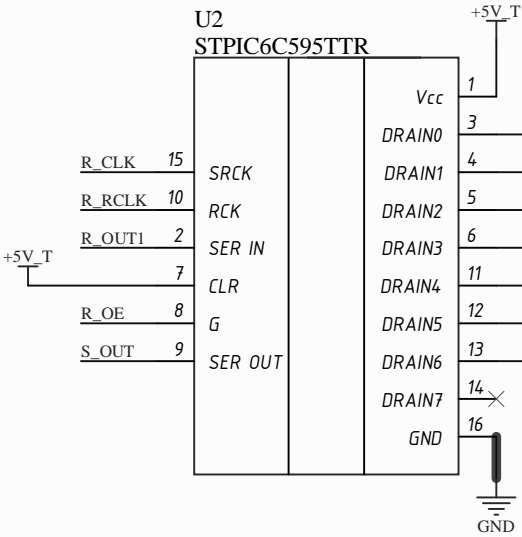 U2
STPIC6C595TTR
+5V_T
Vcc 1
DRAIN0 3
R_CLK 15 SRCK DRAIN1 4
R_RCLK 10 RCK DRAIN2 5
R_OUT1 2 SER IN DRAIN3 6
+5V_T
7 CLR DRAIN4 11
R_OE 8 G DRAIN5 12
S_OUT 9 SER OUT DRAIN6 13
DRAIN7 14
GND 16
GND